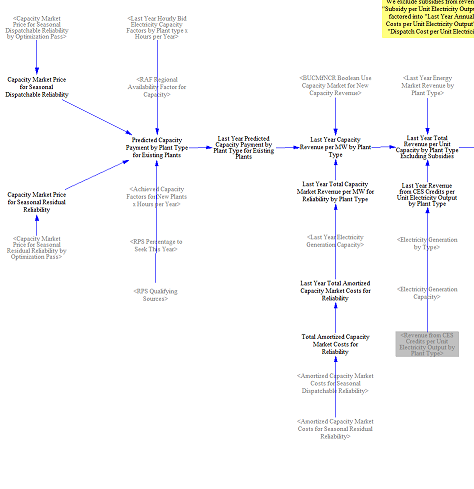 We exclude subsidies from reven
"Subsidy per Unit Electricity Outpu
factored into "Last Year Annual
Costs per Unit Electricity Output
"Dispatch Cost per Unit Electrici
<Capacity Market
Price for Seasonal
Dispatchable Reliability
by Optimization Pass>
<Last Year Hourly Bid
Electricity Capacity
Factors by Plant type x
Hours per Year>
Capacity Market Price
for Seasonal
Dispatchable Reliability
<RAF Regional
Availability Factor for
Capacity>
<BUCMfNCR Boolean Use
Capacity Market for New
Capacity Revenue>
<Last Year Energy
Market Revenue by
Plant Type>
Predicted Capacity
Payment by Plant Type
for Existing Plants
Last Year Predicted
Capacity Payment by
Plant Type for Existing
Plants
Last Year Capacity
Revenue per MW by Plant
Type
Last Year Total
Revenue per Unit
Capacity by Plant Type
Excluding Subsidies
Capacity Market Price
for Seasonal Residual
Reliability
<Achieved Capacity
Factors for New Plants
x Hours per Year>
Last Year Total Capacity
Market Revenue per MW for
Reliability by Plant Type
Last Year Revenue
from CES Credits per
Unit Electricity Output
by Plant Type
<Capacity Market
Price for Seasonal
Residual Reliability by
Optimization Pass>
<RPS Percentage to
Seek This Year>
<Last Year Electricity
Generation Capacity>
<Electricity Generation
by Type>
<RPS Qualifying
Sources>
Last Year Total Amortized
Capacity Market Costs for
Reliability
<Electricity Generation
Capacity>
Total Amortized Capacity
Market Costs for
Reliability
<Revenue from CES
Credits per Unit
Electricity Output by
Plant Type>
<Amortized Capacity Market
Costs for Seasonal
Dispatchable Reliability>
<Amortized Capacity Market
Costs for Seasonal Residual
Reliability>